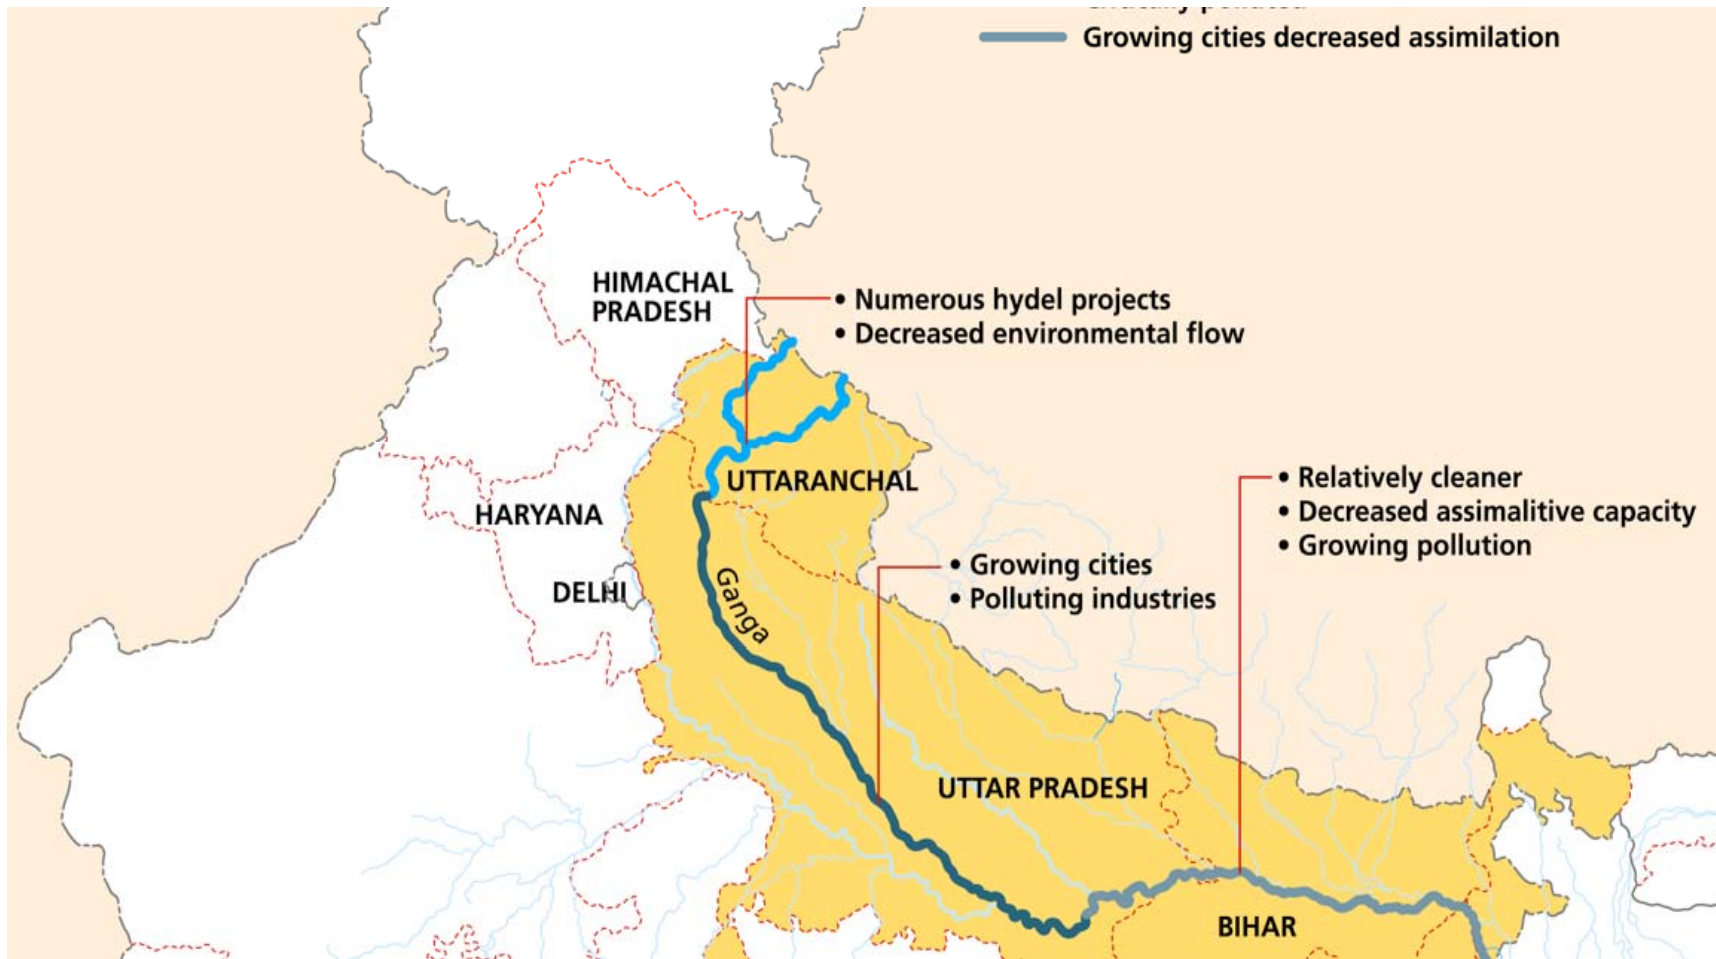 Growing cities decreased assimilation
HIMACHAL
PRADESH
• Numerous hydel projects
• Decreased environmental flow
UTTARANCHAL
• Relatively cleaner
• Decreased assimalitive capacity
• Growing pollution
HARYANA
• Growing cities
• Polluting industries
DELHI
Ganga
UTTAR PRADESH
BIHAR